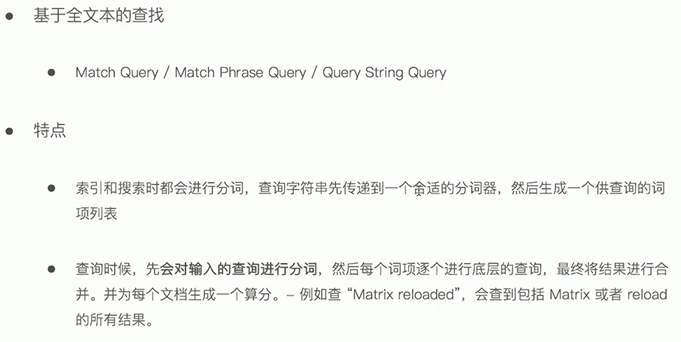 基于全文本的查找
Match Query / Match Phrase Query / Query String Query
特点
索引和搜索时都会进行分词，查询字符串先传递到一个合适的分词器，然后生成一个供查询的词
项列表
查询时候，先会对输入的查询进行分词，然后每个词项逐个进行底层的查询，最终将结果进行合
并。并为每个文档生成一个算分。– 例如查 “Matrix reloaded”，会查到包括 Matrix 或者 reload
的所有结果。